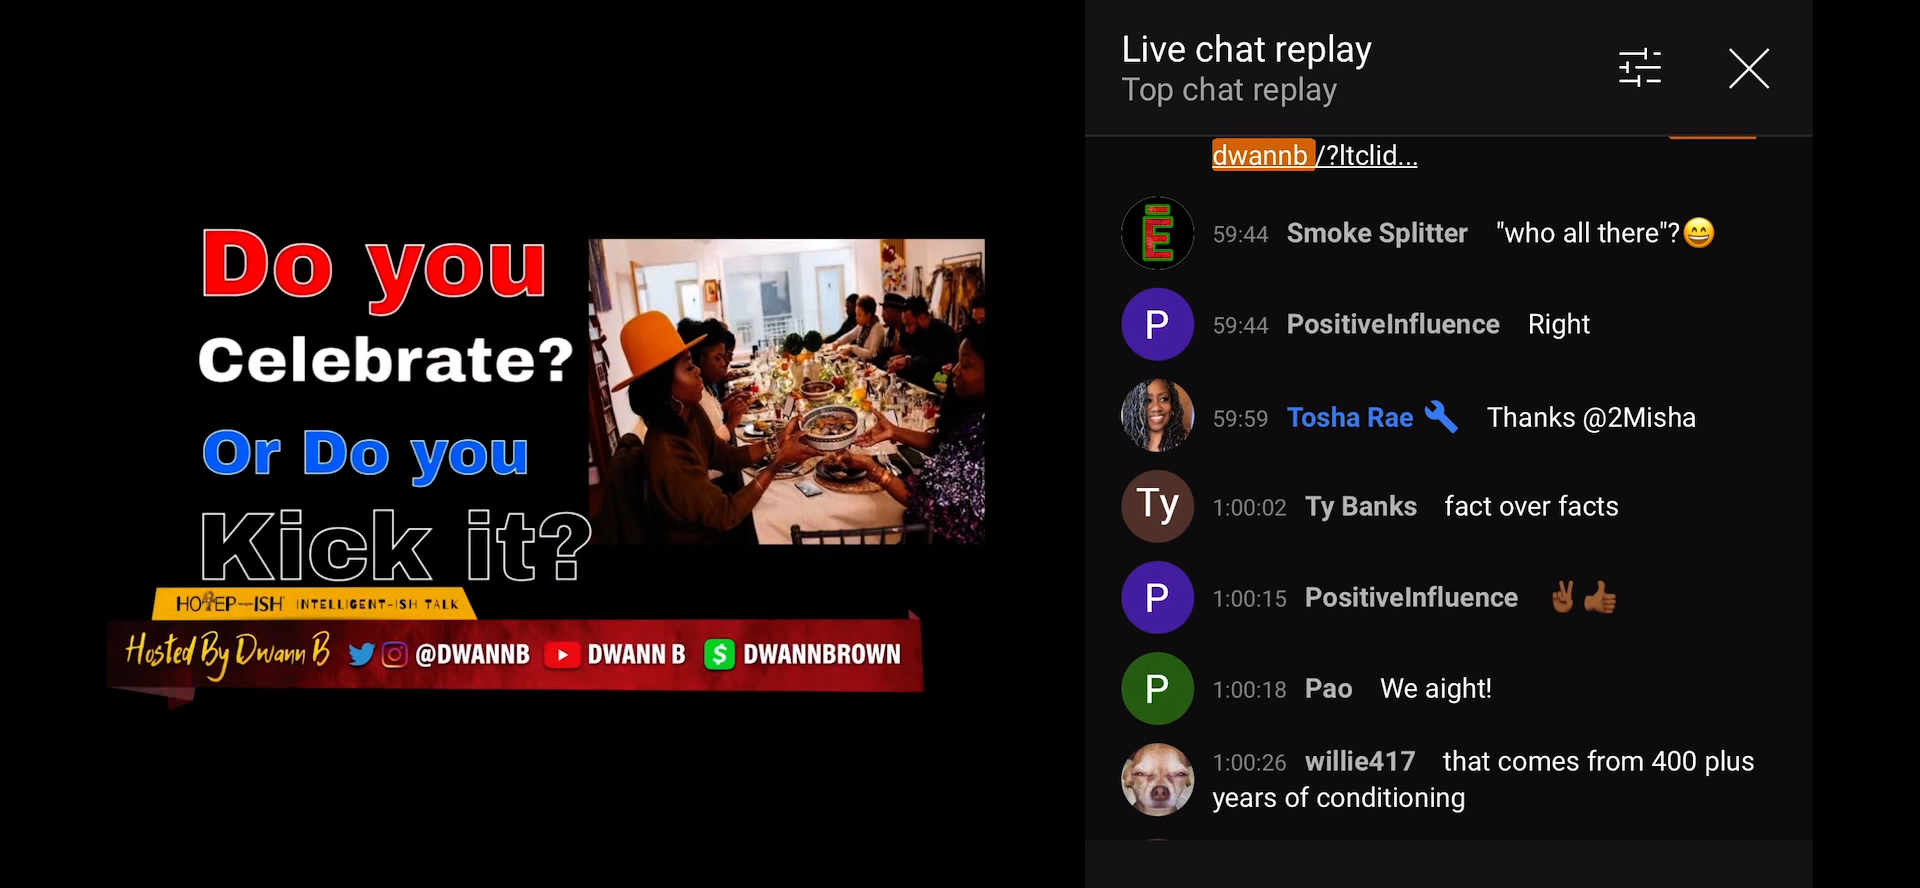 Do you
Celebrate?
Or Do you
Kick it?
HOTEP-ISH INTELLIGENT-ISH TALK
Hosted By Dwann B @DWANNB DWANN B $ DWANNBROWN
Live chat replay
Top chat replay
dwannb /?ltclid...
59:44 Smoke Splitter "who all there"?😄
P 59:44 PositiveInfluence Right
59:59 Tosha Rae Thanks @2Misha
Ty 1:00:02 Ty Banks fact over facts
P 1:00:15 PositiveInfluence ✌🏾👍🏾
P 1:00:18 Pao We aight!
1:00:26 willie417 that comes from 400 plus
years of conditioning